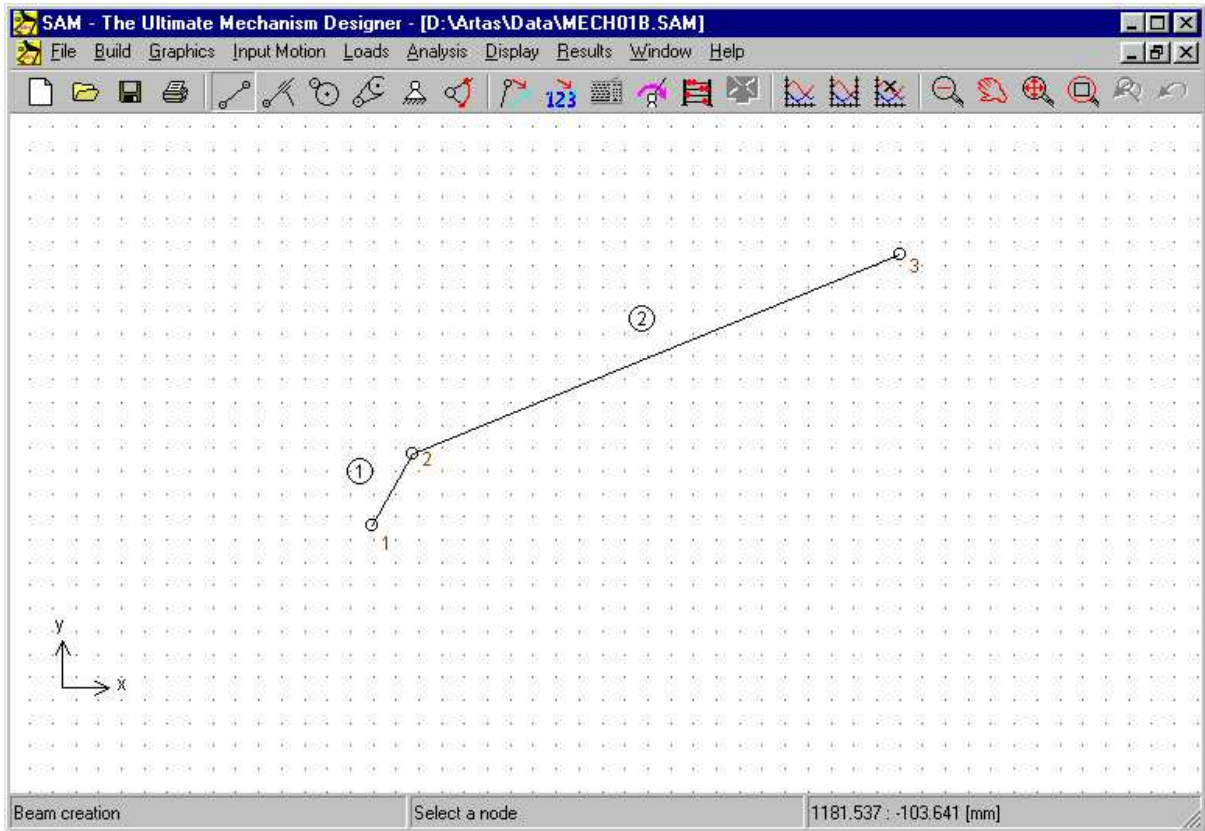 SAM - The Ultimate Mechanism Designer - [D:\Artas\Data\MECH01B.SAM]
File Build Graphics Input Motion Loads Analysis Display Results Window Help
123
3
2
2
1
1
y
x
Beam creation
Select a node
1181.537 : -103.641 [mm]